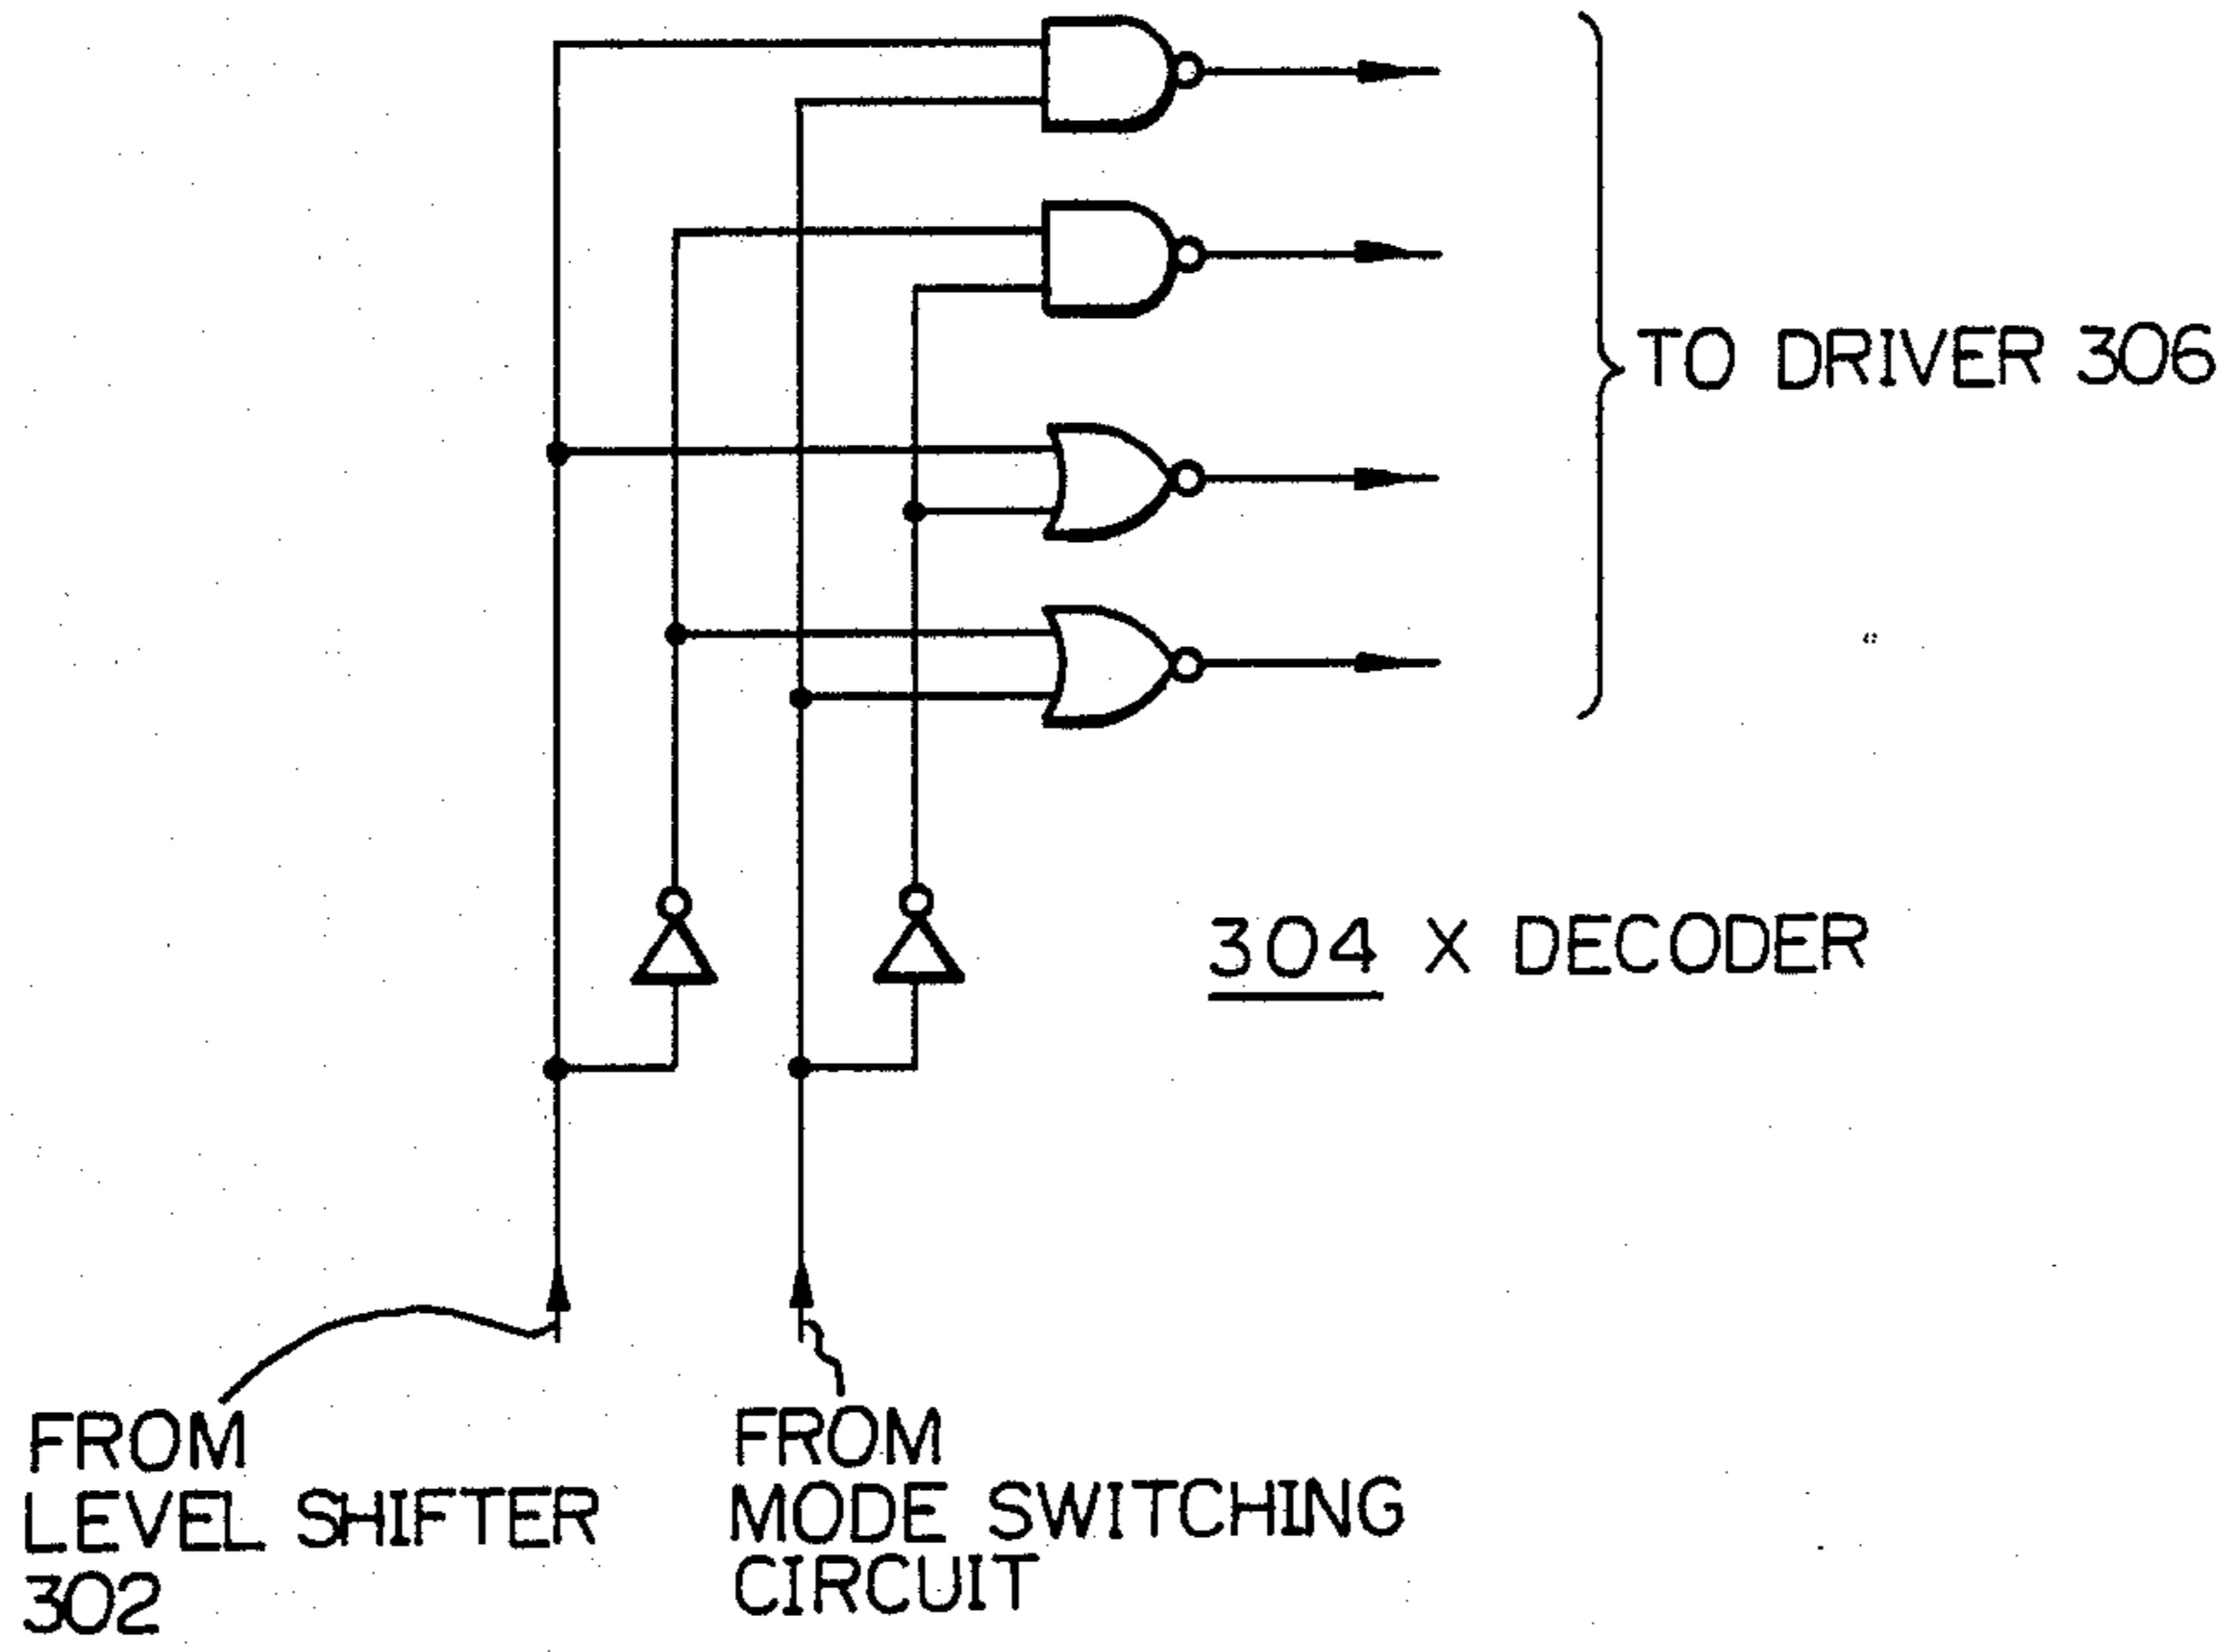 TO DRIVER 306
304 X DECODER
FROM
LEVEL SHIFTER
302
FROM
MODE SWITCHING
CIRCUIT